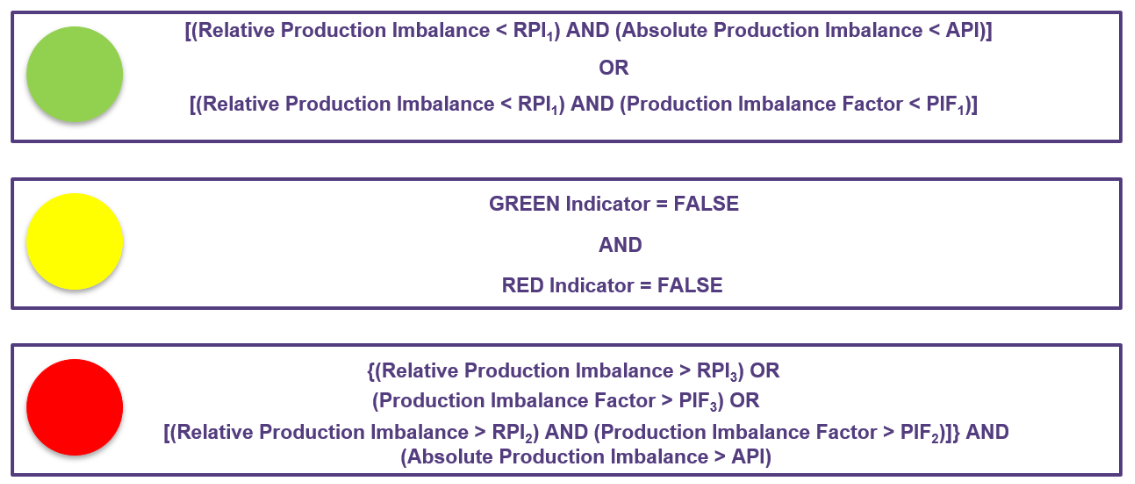 [(Relative Production Imbalance < RPI₁) AND (Absolute Production Imbalance < API)]
OR
[(Relative Production Imbalance < RPI₁) AND (Production Imbalance Factor < PIF₁)]
GREEN Indicator = FALSE
AND
RED Indicator = FALSE
{(Relative Production Imbalance > RPI₃) OR
(Production Imbalance Factor > PIF₃) OR
[(Relative Production Imbalance > RPI₂) AND (Production Imbalance Factor > PIF₂)]} AND
(Absolute Production Imbalance > API)